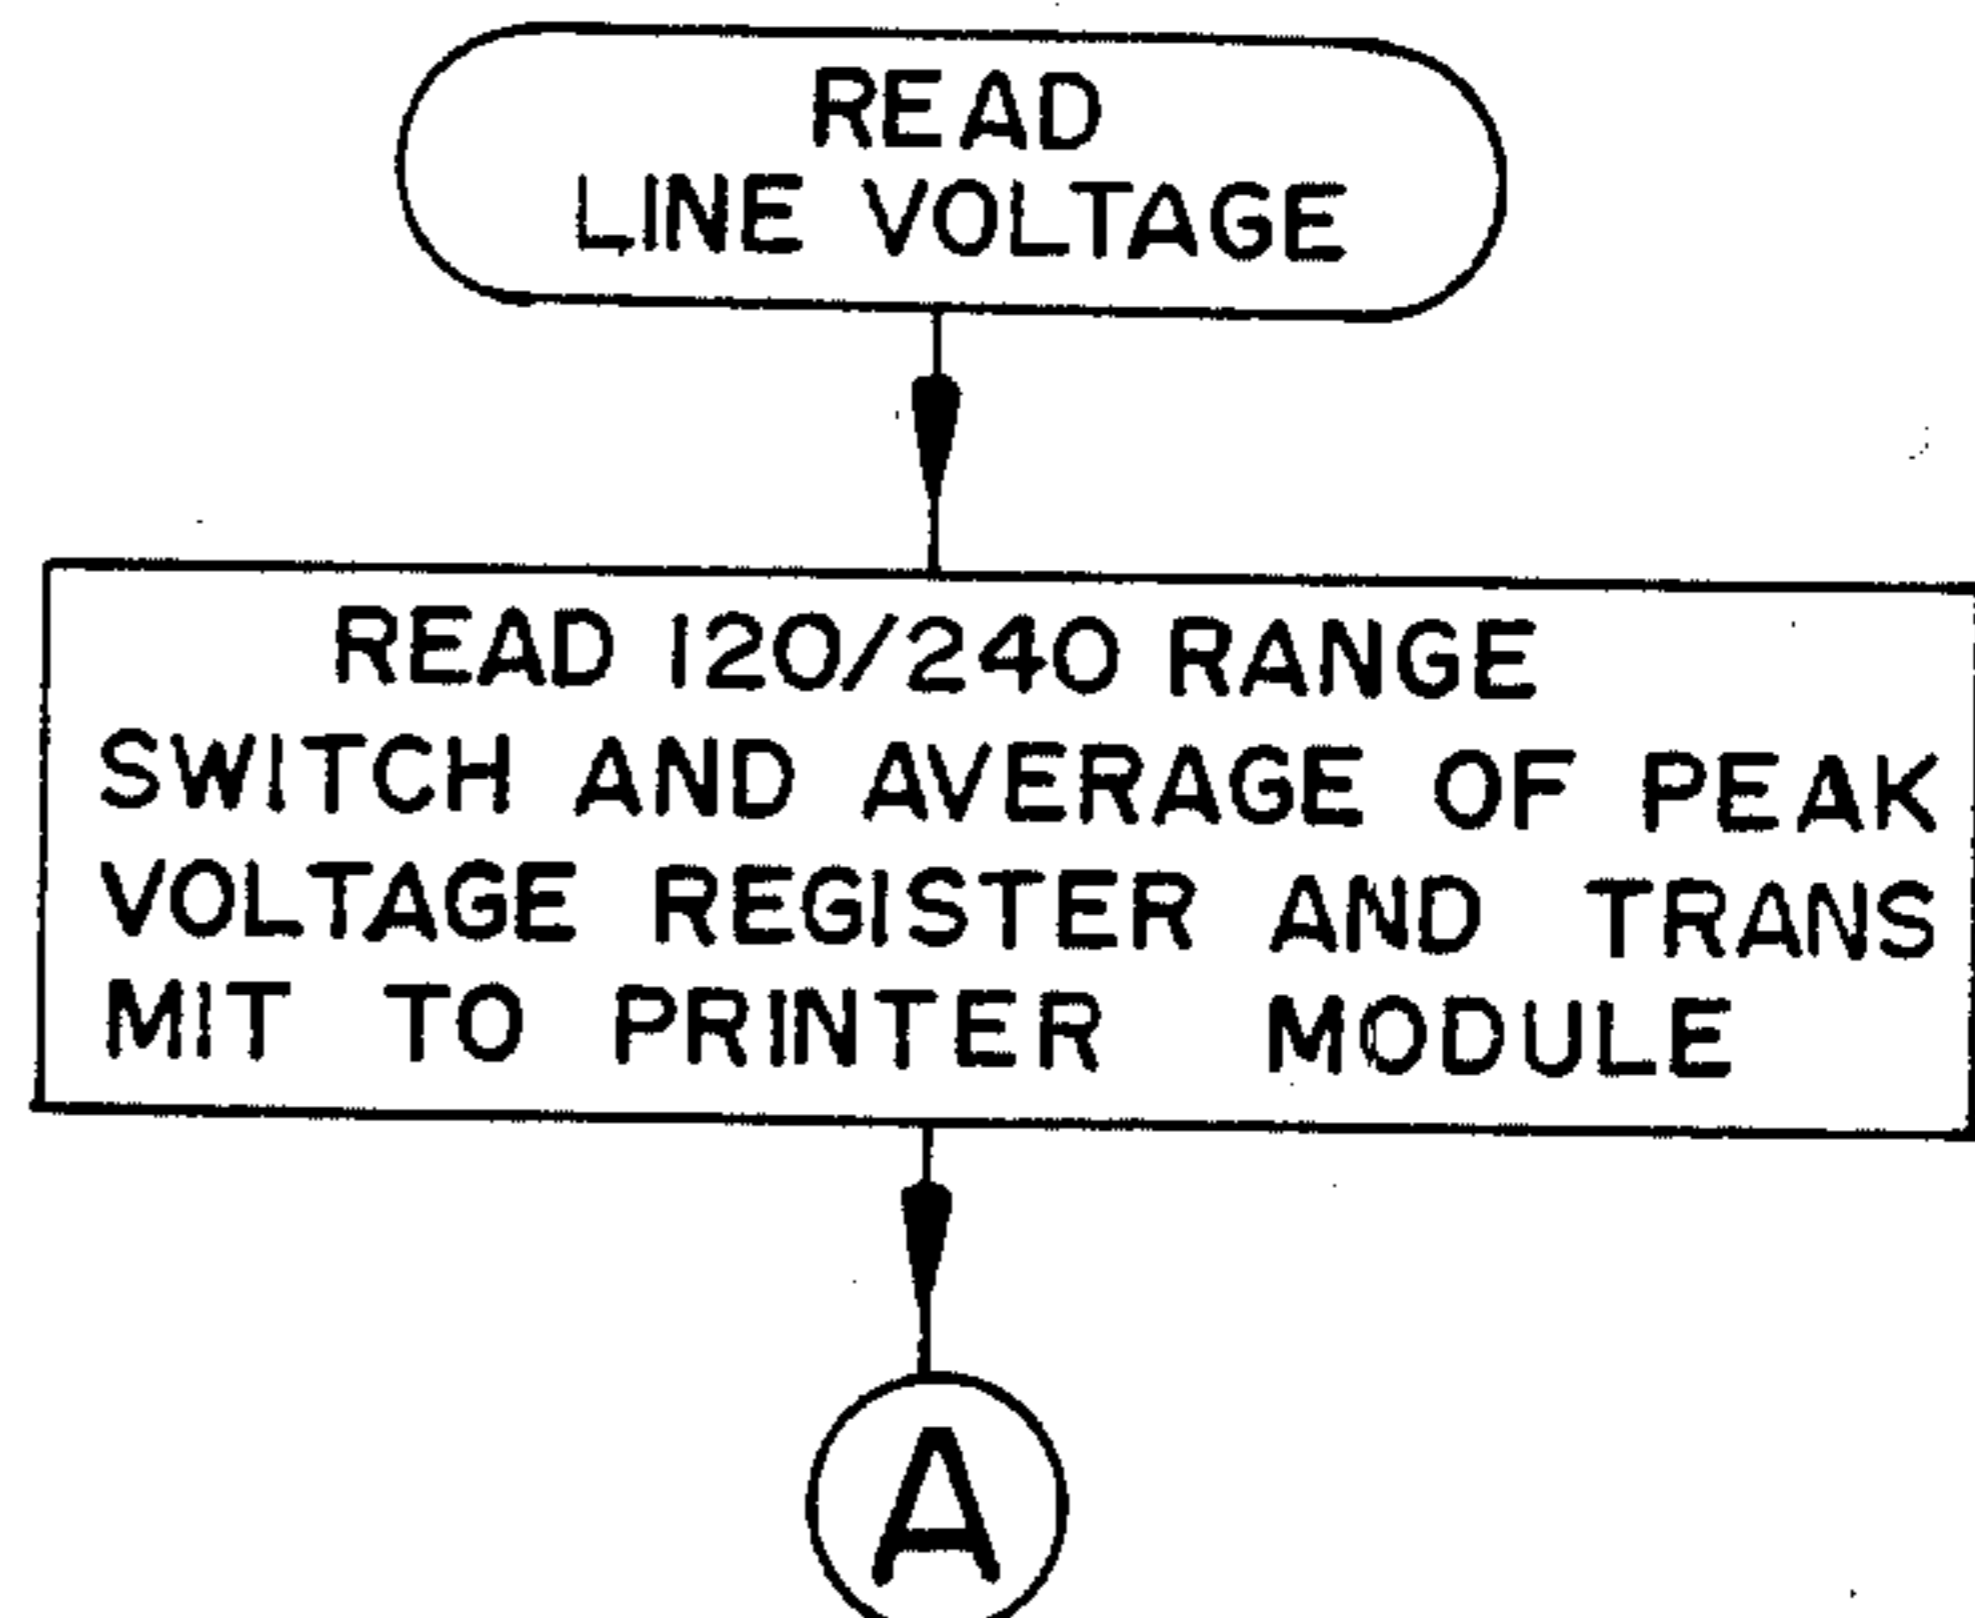 READ
LINE VOLTAGE
READ 120/240 RANGE
SWITCH AND AVERAGE OF PEAK
VOLTAGE REGISTER AND TRANS
MIT TO PRINTER MODULE
A